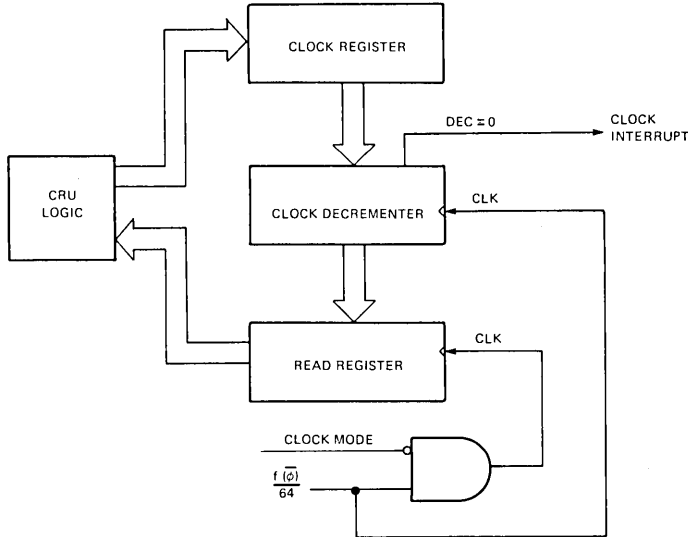 CLOCK REGISTER
DEC = 0
CLOCK
INTERRUPT
CRU
LOGIC
CLOCK DECREMENTER
CLK
READ REGISTER
CLK
CLOCK MODE
f(φ̅)
64